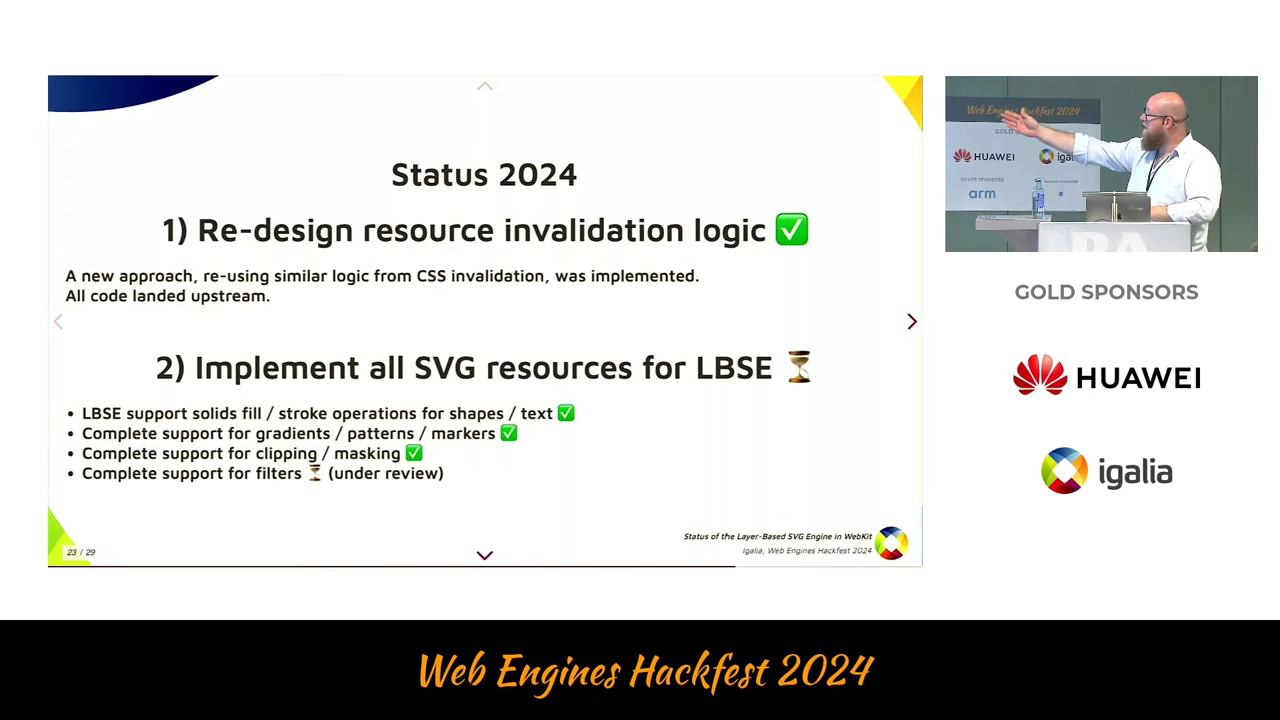 Status 2024
1) Re-design resource invalidation logic ✅
A new approach, re-using similar logic from CSS invalidation, was implemented.
All code landed upstream.
2) Implement all SVG resources for LBSE ⏳
• LBSE support solids fill / stroke operations for shapes / text ✅
• Complete support for gradients / patterns / markers ✅
• Complete support for clipping / masking ✅
• Complete support for filters ⏳ (under review)
23 / 29
Status of the Layer-Based SVG Engine in WebKit
Igalia, Web Engines Hackfest 2024
Web Engines Hackfest 2024
GOLD
HUAWEI
igal
SILVER SPONSORS
arm
GOLD SPONSORS
HUAWEI
igalia
Web Engines Hackfest 2024